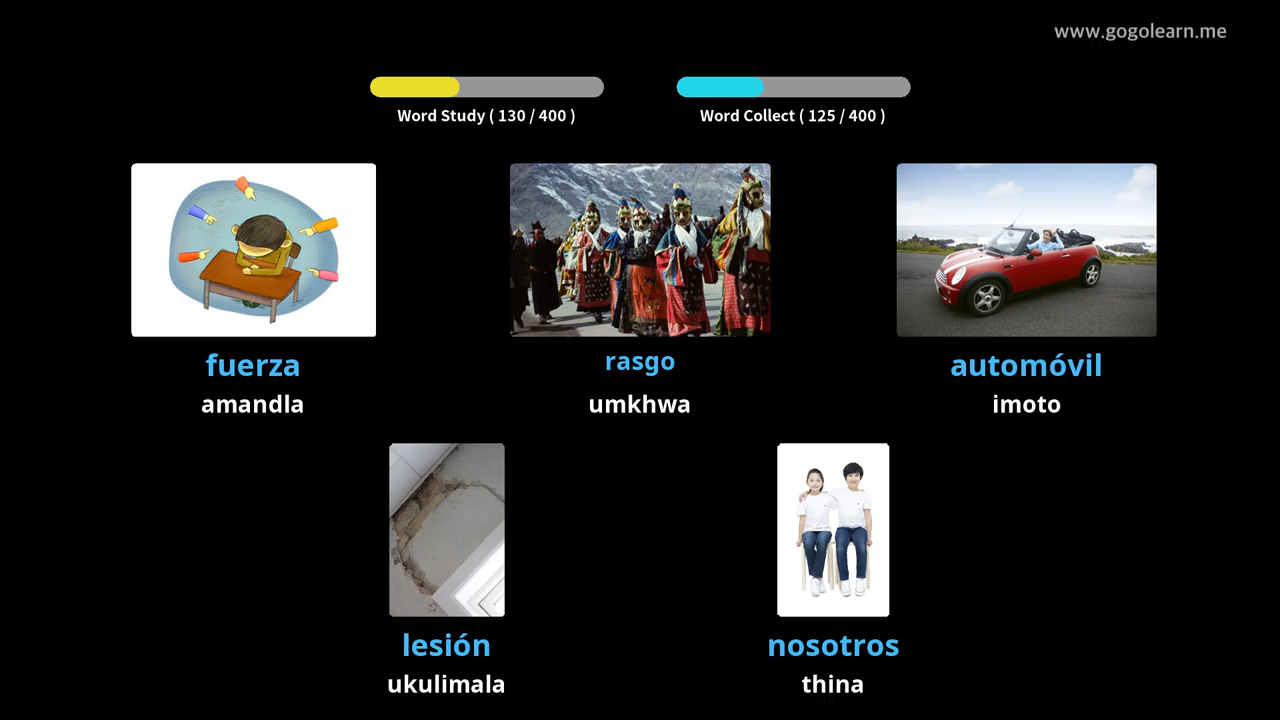 www.gogolearn.me
Word Study ( 130 / 400 )
Word Collect ( 125 / 400 )
fuerza
amandla
rasgo
umkhwa
automóvil
imoto
lesión
ukulimala
nosotros
thina